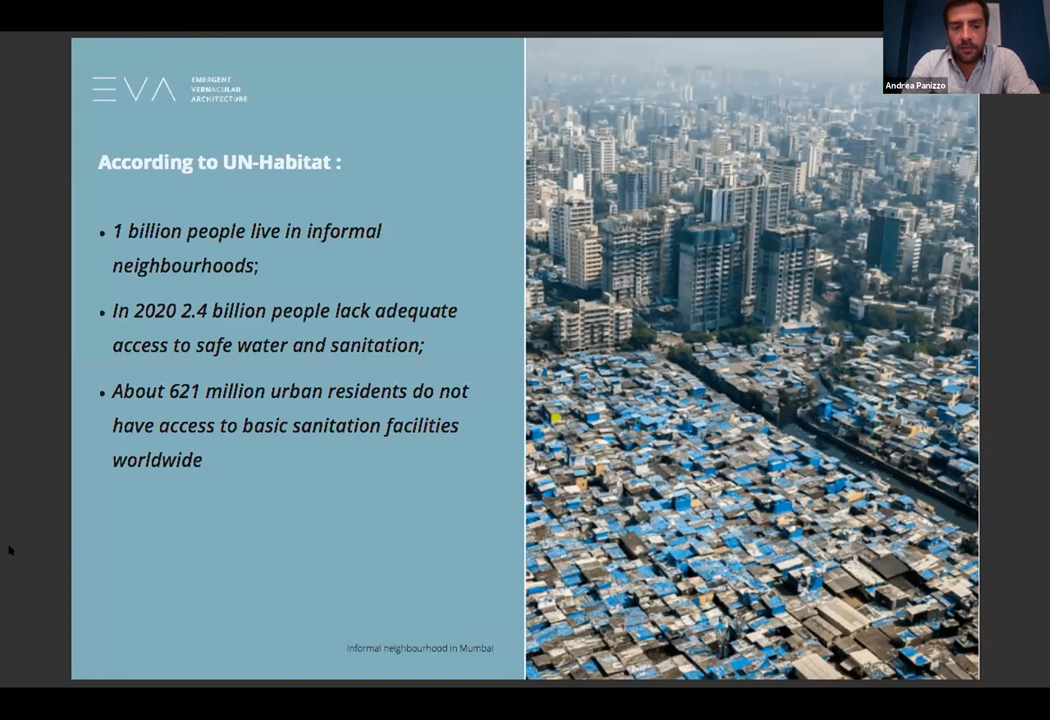 EVA EMERGENT
VERNACULAR
ARCHITECTURE
Andrea Panizzo
According to UN-Habitat :
• 1 billion people live in informal
neighbourhoods;
• In 2020 2.4 billion people lack adequate
access to safe water and sanitation;
• About 621 million urban residents do not
have access to basic sanitation facilities
worldwide
Informal neighbourhood in Mumbai